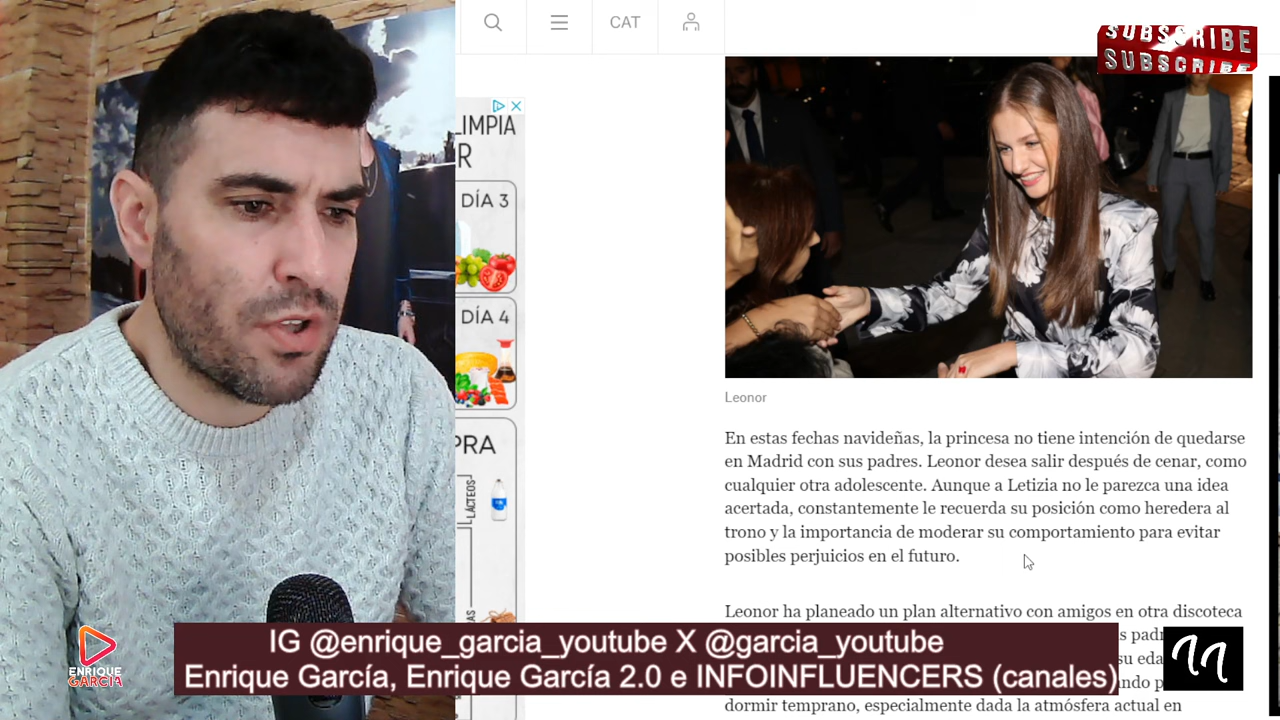 CAT
SUBSCRIBE
SUBSCRIBE
LIMPIA
R
DÍA 3
DÍA 4
PRA
LÁCTEOS
Leonor
En estas fechas navideñas, la princesa no tiene intención de quedarse
en Madrid con sus padres. Leonor desea salir después de cenar, como
cualquier otra adolescente. Aunque a Letizia no le parezca una idea
acertada, constantemente le recuerda su posición como heredera al
trono y la importancia de moderar su comportamiento para evitar
posibles perjuicios en el futuro.
Leonor ha planeado un plan alternativo con amigos en otra discoteca
dormir temprano, especialmente dada la atmósfera actual en
IG @enrique_garcia_youtube X @garcia_youtube
Enrique García, Enrique García 2.0 e INFOINFLUENCERS (canales)
ENRIQUE
GARCÍA